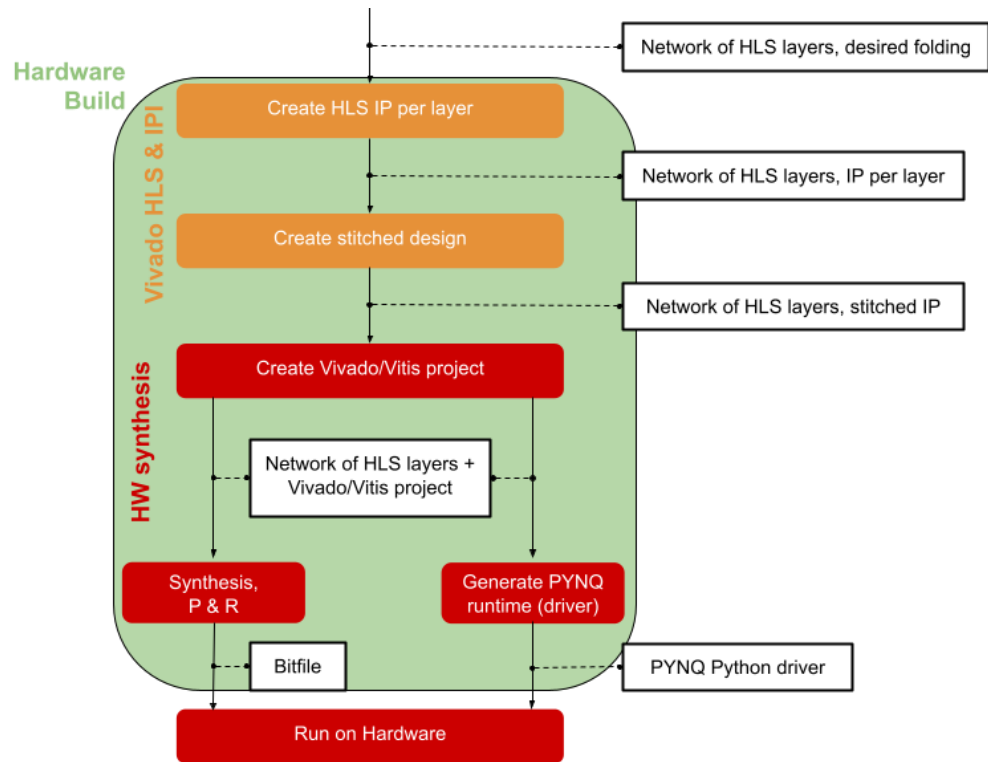 Network of HLS layers, desired folding
Hardware
Build
Create HLS IP per layer
Vivado HLS & IPI
Network of HLS layers, IP per layer
Create stitched design
Network of HLS layers, stitched IP
Create Vivado/Vitis project
HW synthesis
Network of HLS layers +
Vivado/Vitis project
Synthesis,
P & R
Generate PYNQ
runtime (driver)
Bitfile
PYNQ Python driver
Run on Hardware